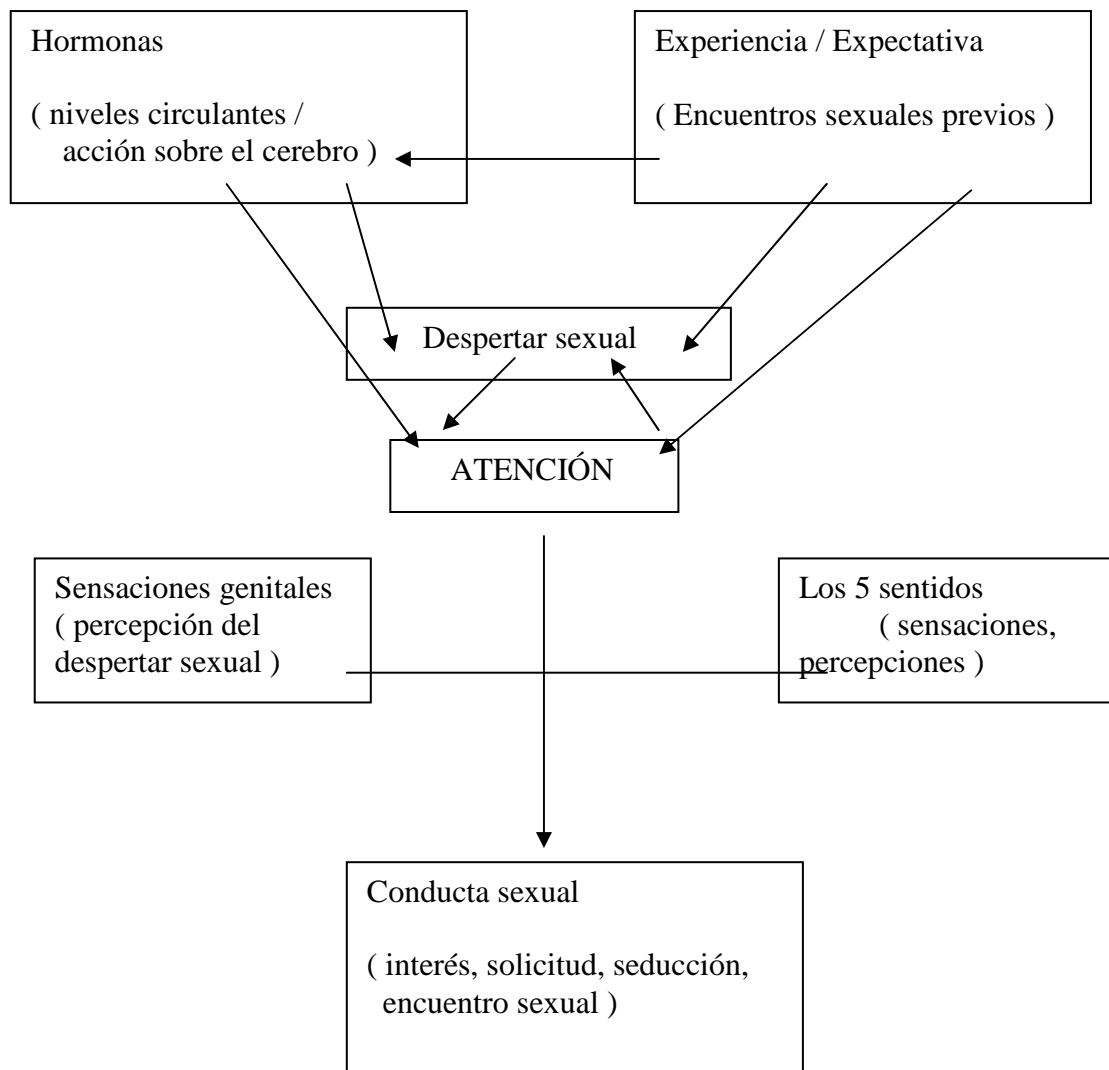 Hormonas
( niveles circulantes /
acción sobre el cerebro )
Experiencia / Expectativa
( Encuentros sexuales previos )
Despertar sexual
ATENCIÓN
Sensaciones genitales
( percepción del
despertar sexual )
Los 5 sentidos
( sensaciones,
percepciones )
Conducta sexual
( interés, solicitud, seducción,
encuentro sexual )